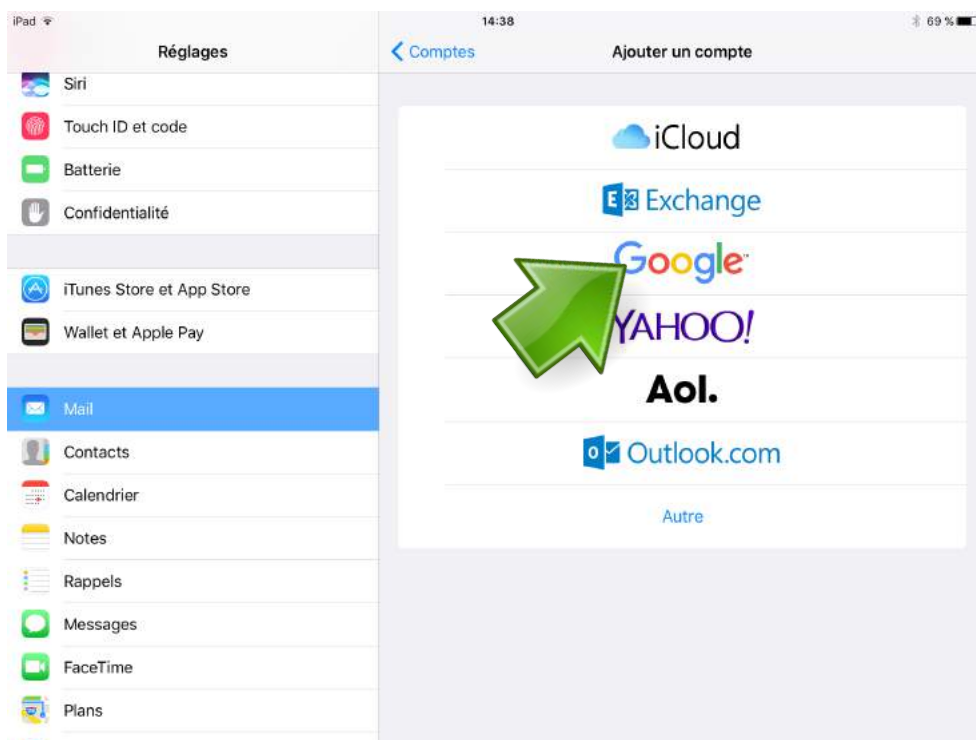 iPad 14:38 69 %
Réglages
Comptes Ajouter un compte
Siri
Touch ID et code
Batterie
Confidentialité
iTunes Store et App Store
Wallet et Apple Pay
Mail
Contacts
Calendrier
Notes
Rappels
Messages
FaceTime
Plans
iCloud
Exchange
Google
YAHOO!
Aol.
Outlook.com
Autre